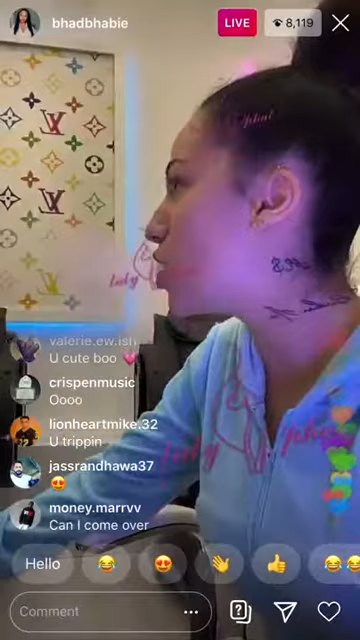 bhadbhabie
LIVE
8,119
valerie.ew.ish
U cute boo 💗
crispenmusic
Oooo
lionheartmike.32
U trippin
jassrandhawa37
😍
money.marrvv
Can I come over
Hello 😂 😍 👋 👍 😂😂
Comment